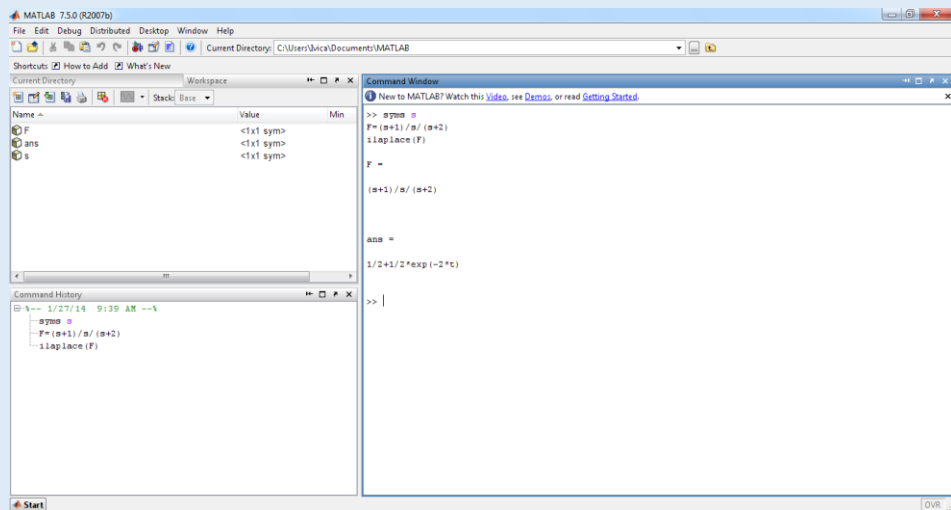 MATLAB 7.5.0 (R2007b)
File Edit Debug Distributed Desktop Window Help
Current Directory: C:\Users\Ivica\Documents\MATLAB
Shortcuts How to Add What's New
Current Directory Workspace
Stack: Base
Name Value Min
F <1x1 sym>
ans <1x1 sym>
s <1x1 sym>
Command History
%-- 1/27/14 9:39 AM --%
syms s
F=(s+1)/s/(s+2)
ilaplace(F)
Command Window
New to MATLAB? Watch this Video, see Demos, or read Getting Started.
>> syms s
F=(s+1)/s/(s+2)
ilaplace(F)
F =
(s+1)/s/(s+2)
ans =
1/2+1/2*exp(-2*t)
>>
Start
OVR